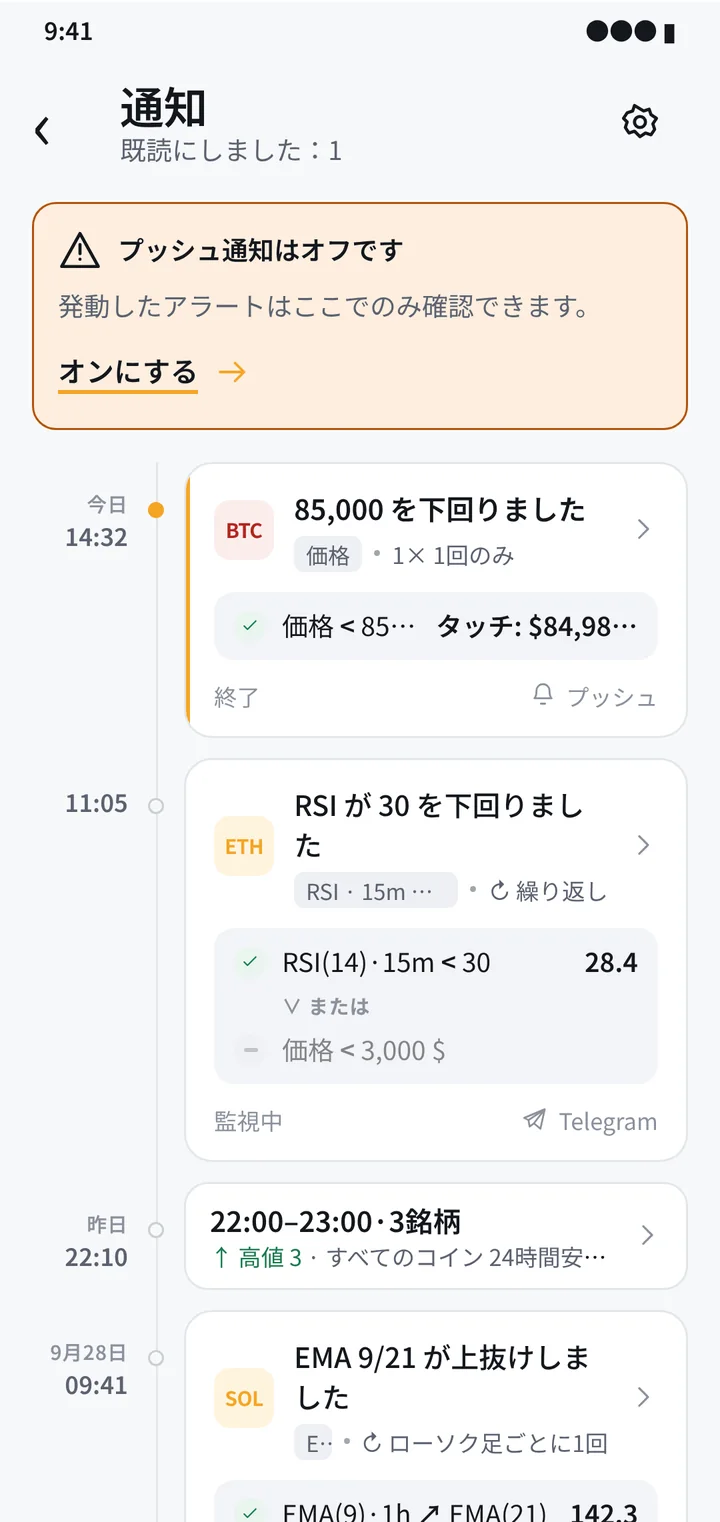 9:41
通知
既読にしました：1
プッシュ通知はオフです
発動したアラートはここでのみ確認できます。
オンにする →
今日
14:32
BTC
85,000 を下回りました
価格 • 1× 1回のみ
価格 < 85… タッチ: $84,98…
終了 プッシュ
11:05
ETH
RSI が 30 を下回りまし
た
RSI · 15m … • ↻ 繰り返し
RSI(14) · 15m < 30 28.4
∨ または
価格 < 3,000 $
監視中 Telegram
昨日
22:10
22:00–23:00 · 3銘柄
↑ 高値 3 · すべてのコイン 24時間安…
9月28日
09:41
SOL
EMA 9/21 が上抜けしま
した
E… • ↻ ローソク足ごとに1回
EMA(9) · 1h ↗ EMA(21) 142.3